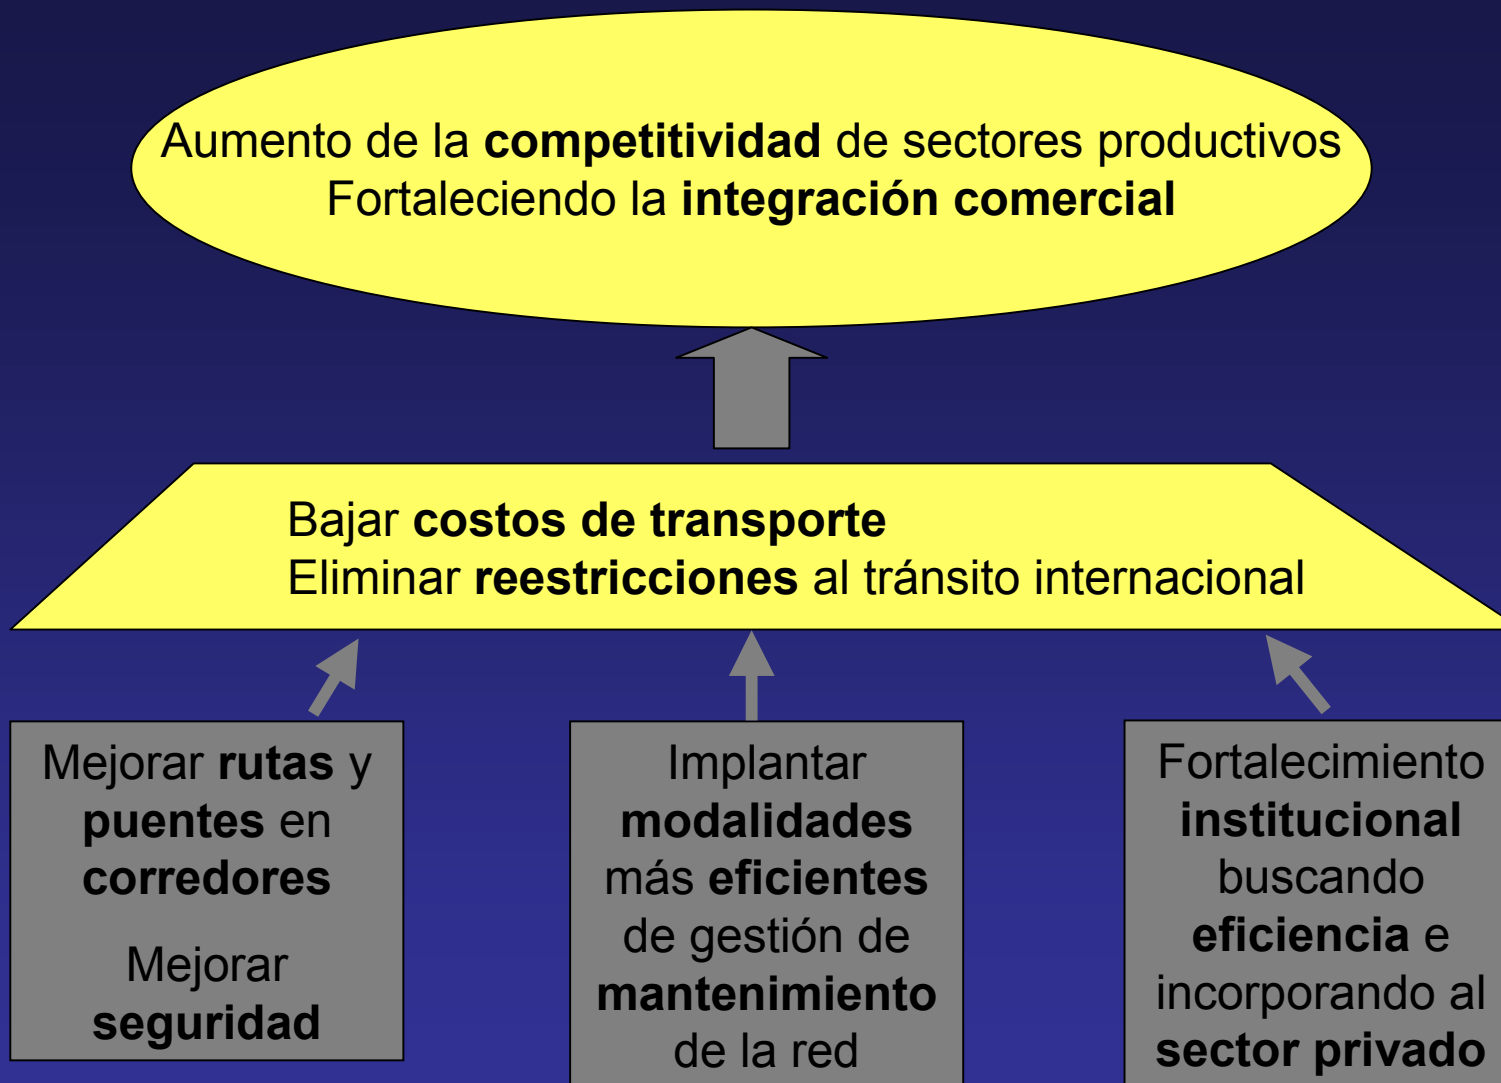 Aumento de la competitividad de sectores productivos
Fortaleciendo la integración comercial
Bajar costos de transporte
Eliminar reestricciones al tránsito internacional
Mejorar rutas y
puentes en
corredores
Mejorar
seguridad
Implantar
modalidades
más eficientes
de gestión de
mantenimiento
de la red
Fortalecimiento
institucional
buscando
eficiencia e
incorporando al
sector privado